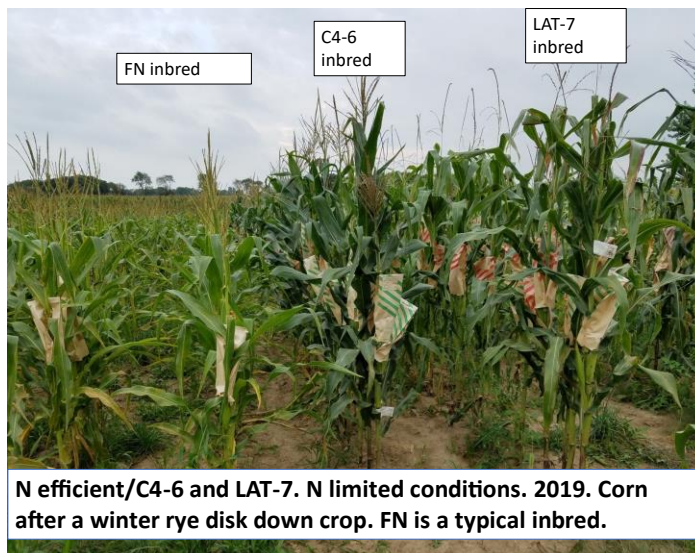 FN inbred
C4-6
inbred
LAT-7
inbred
N efficient/C4-6 and LAT-7. N limited conditions. 2019. Corn
after a winter rye disk down crop. FN is a typical inbred.